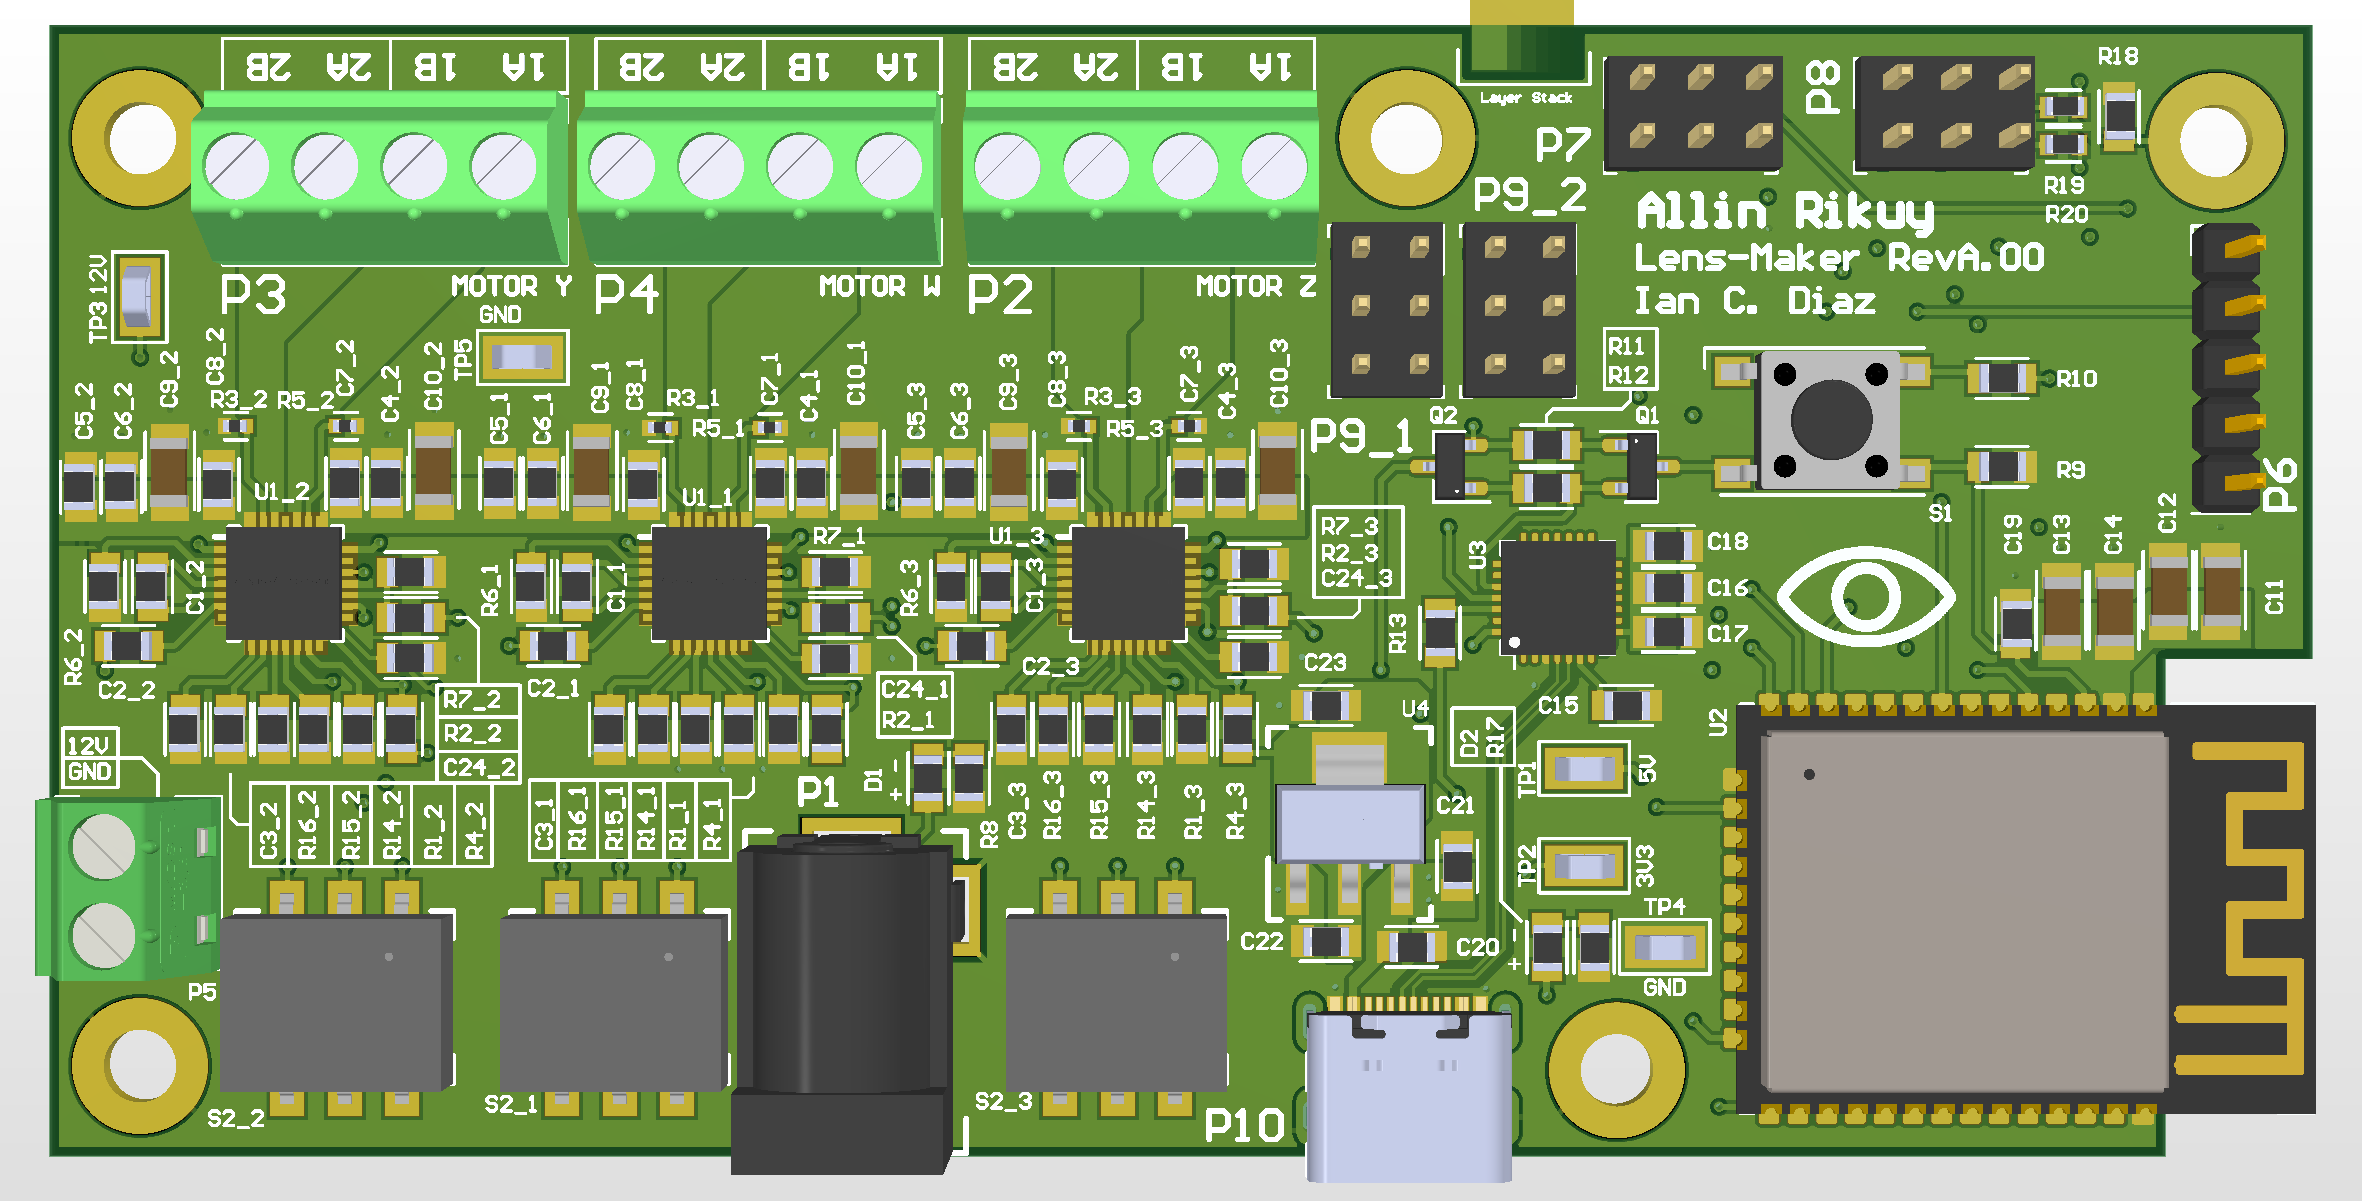 2B 2A 1B 1A
2B 2A 1B 1A
2B 2A 1B 1A
Layer Stack
P8
R18
P7
R19
R20
P9_2
Allin Rikuy
Lens-Maker RevA.00
Ian C. Diaz
TP3 12V
P3
MOTOR Y
P4
MOTOR W
P2
MOTOR Z
GND
TP5
C5_2
C6_2
C9_2
C8_2
R3_2
R5_2
C7_2
C4_2
C10_2
C5_1
C6_1
C9_1
C8_1
R3_1
R5_1
C7_1
C4_1
C10_1
C5_3
C6_3
C9_3
C8_3
R3_3
R5_3
C7_3
C4_3
C10_3
P9_1
R11
R12
Q2
Q1
R10
R9
S1
P6
U1_2
U1_1
U1_3
R7_1
R7_3
R2_3
C24_3
U3
C18
C16
C17
C19
C13
C14
C12
C11
C1_2
R6_2
C2_2
R6_1
C1_1
C2_1
R6_3
C1_3
C2_3
R13
C23
U4
C15
U2
R7_2
R2_2
C24_2
C24_1
R2_1
D2
R17
12V
GND
C3_2
R16_2
R15_2
R14_2
R1_2
R4_2
C3_1
R16_1
R15_1
R14_1
R1_1
R4_1
P1
D1
-
+
R8
C3_3
R16_3
R15_3
R14_3
R1_3
R4_3
C21
TP1
5V
TP2
3V3
TP4
GND
C22
C20
-
+
P5
S2_2
S2_1
S2_3
P10